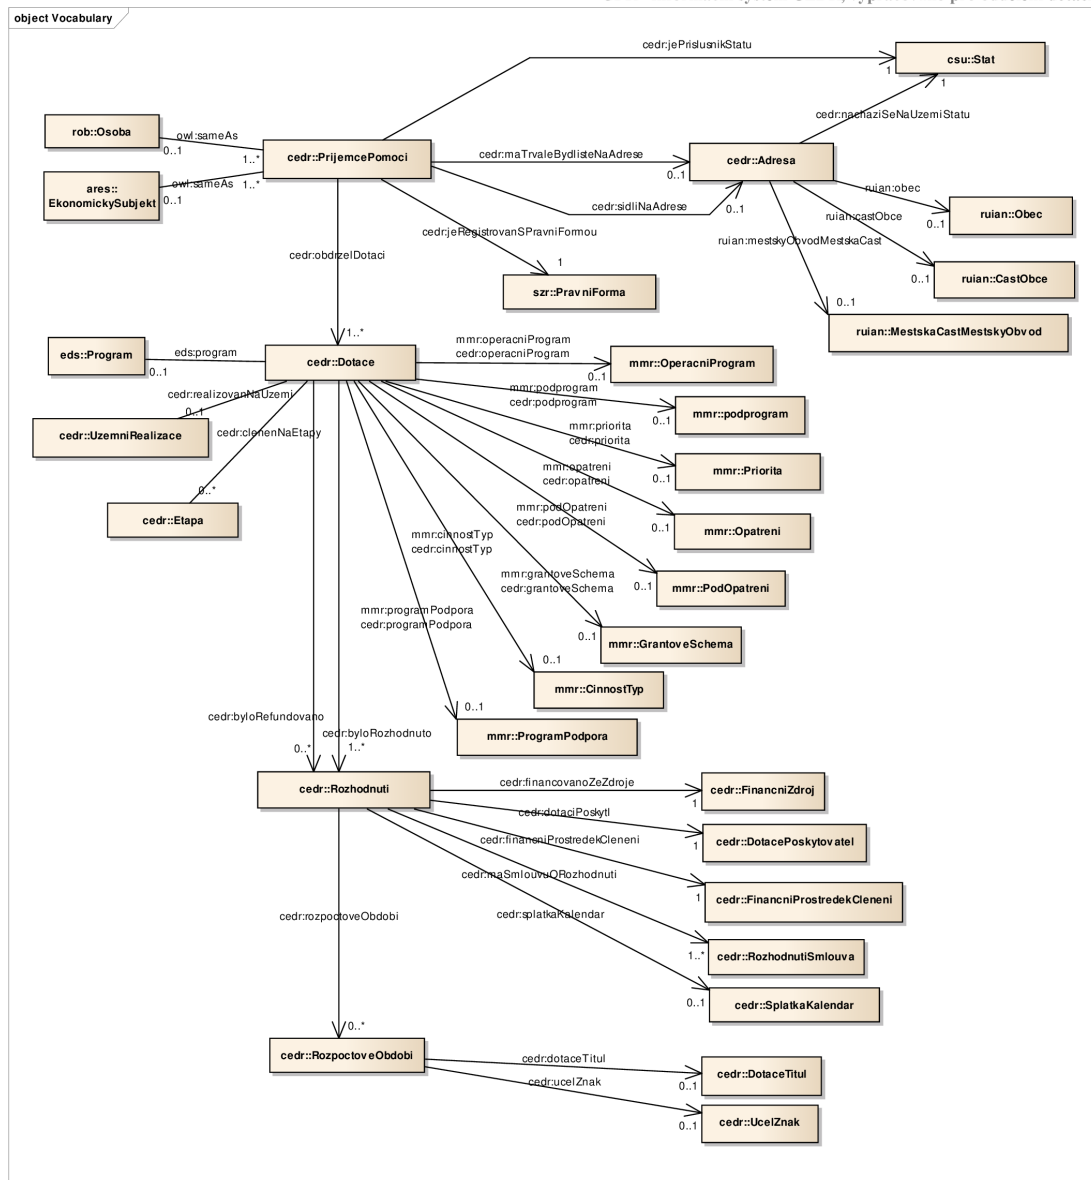 object Vocabulary
cedr:jePrislusnikStatu
csu::Stat
1
1
cedr:nachaziSeNaUzemiStatu
rob::Osoba
owl:sameAs
0..1
1..*
cedr::PrijemcePomoci
cedr:maTrvaleBydlisteNaAdrese
0..1
cedr::Adresa
ares::
EkonomickySubjekt
owl:sameAs
0..1
1..*
cedr:sidliNaAdrese
0..1
ruian:obec
0..1
ruian::Obec
ruian:castObce
0..1
ruian::CastObce
ruian:mestskyObvodMestskaCast
0..1
ruian::MestskaCastMestskyObvod
cedr:jeRegistrovanSPravniFormou
1
szr::PravniForma
cedr:obdrzelDotaci
1..*
eds::Program
eds:program
0..1
cedr::Dotace
mmr:operacniProgram
cedr:operacniProgram
0..1
mmr::OperacniProgram
cedr:realizovanNaUzemi
0..1
cedr::UzemniRealizace
mmr:podprogram
cedr:podprogram
0..1
mmr::podprogram
cedr:clenenNaEtapy
0..*
cedr::Etapa
mmr:priorita
cedr:priorita
0..1
mmr::Priorita
mmr:opatreni
cedr:opatreni
0..1
mmr::Opatreni
mmr:podOpatreni
cedr:podOpatreni
0..1
mmr::PodOpatreni
mmr:cinnostTyp
cedr:cinnostTyp
mmr:grantoveSchema
cedr:grantoveSchema
0..1
mmr::GrantoveSchema
mmr:programPodpora
cedr:programPodpora
0..1
mmr::CinnostTyp
0..1
mmr::ProgramPodpora
cedr:byloRefundovano
0..*
cedr:byloRozhodnuto
1..*
cedr::Rozhodnuti
cedr:financovanoZeZdroje
1
cedr::FinancniZdroj
cedr:dotaciPoskytl
1
cedr::DotacePoskytovatel
cedr:financniProstredekCleneni
1
cedr::FinancniProstredekCleneni
cedr:maSmlouvuORozhodnuti
1..*
cedr::RozhodnutiSmlouva
cedr:splatkaKalendar
0..1
cedr::SplatkaKalendar
cedr:rozpoctoveObdobi
0..*
cedr::RozpoctoveObdobi
cedr:dotaceTitul
0..1
cedr::DotaceTitul
cedr:ucelZnak
0..1
cedr::UcelZnak